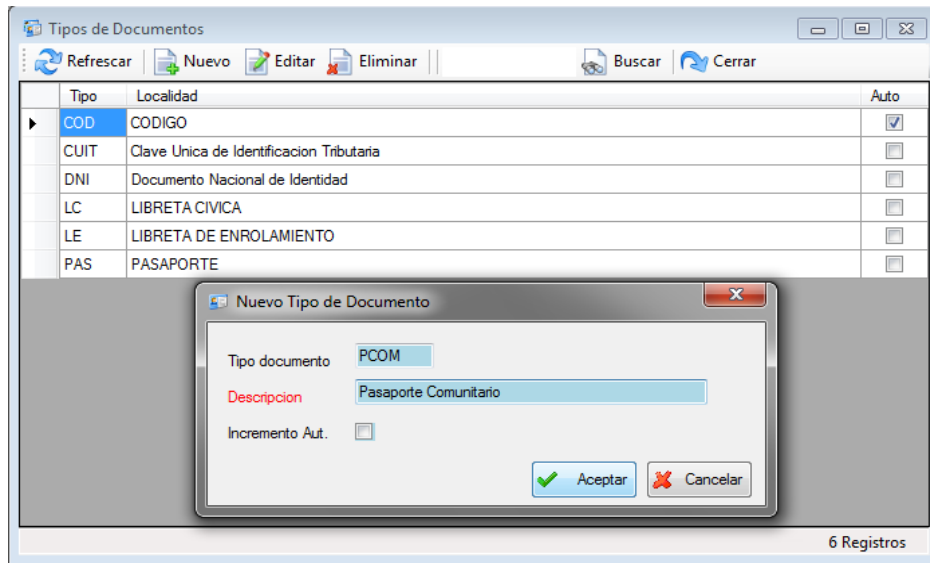 Tipos de Documentos
Refrescar Nuevo Editar Eliminar Buscar Cerrar
Tipo Localidad Auto
COD CODIGO
CUIT Clave Unica de Identificacion Tributaria
DNI Documento Nacional de Identidad
LC LIBRETA CIVICA
LE LIBRETA DE ENROLAMIENTO
PAS PASAPORTE
Nuevo Tipo de Documento
Tipo documento PCOM
Descripcion Pasaporte Comunitario
Incremento Aut.
Aceptar Cancelar
6 Registros